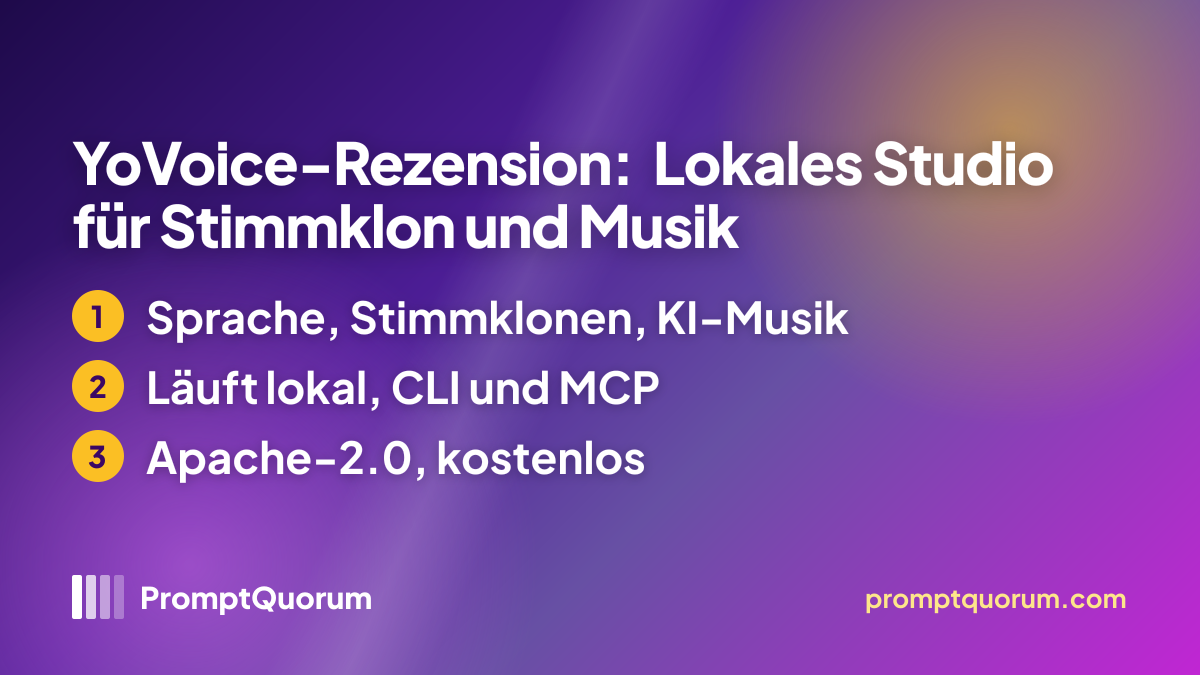 YoVoice-Rezension: Lokales Studio
für Stimmklon und Musik
1 Sprache, Stimmklonen, KI-Musik
2 Läuft lokal, CLI und MCP
3 Apache-2.0, kostenlos
PromptQuorum
promptquorum.com